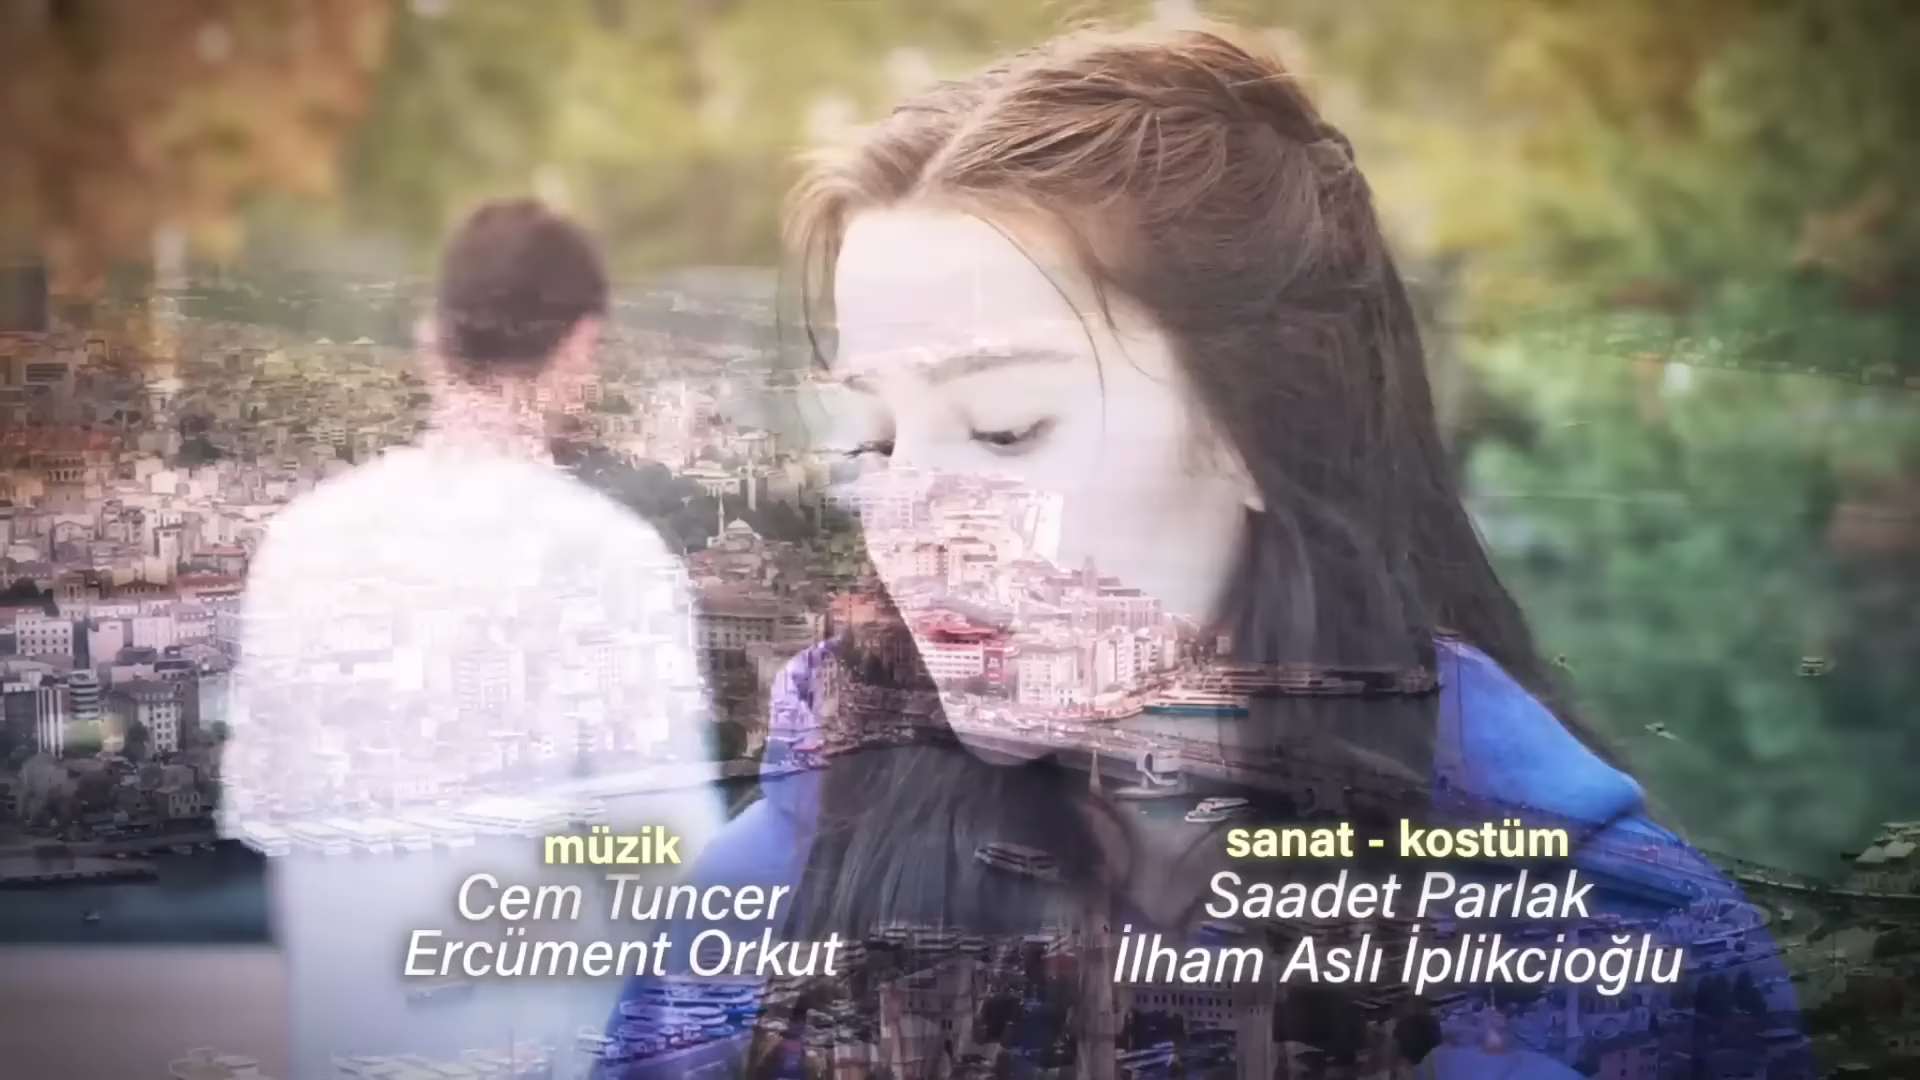 müzik
Cem Tuncer
Ercüment Orkut
sanat - kostüm
Saadet Parlak
İlham Aslı İplikcioğlu